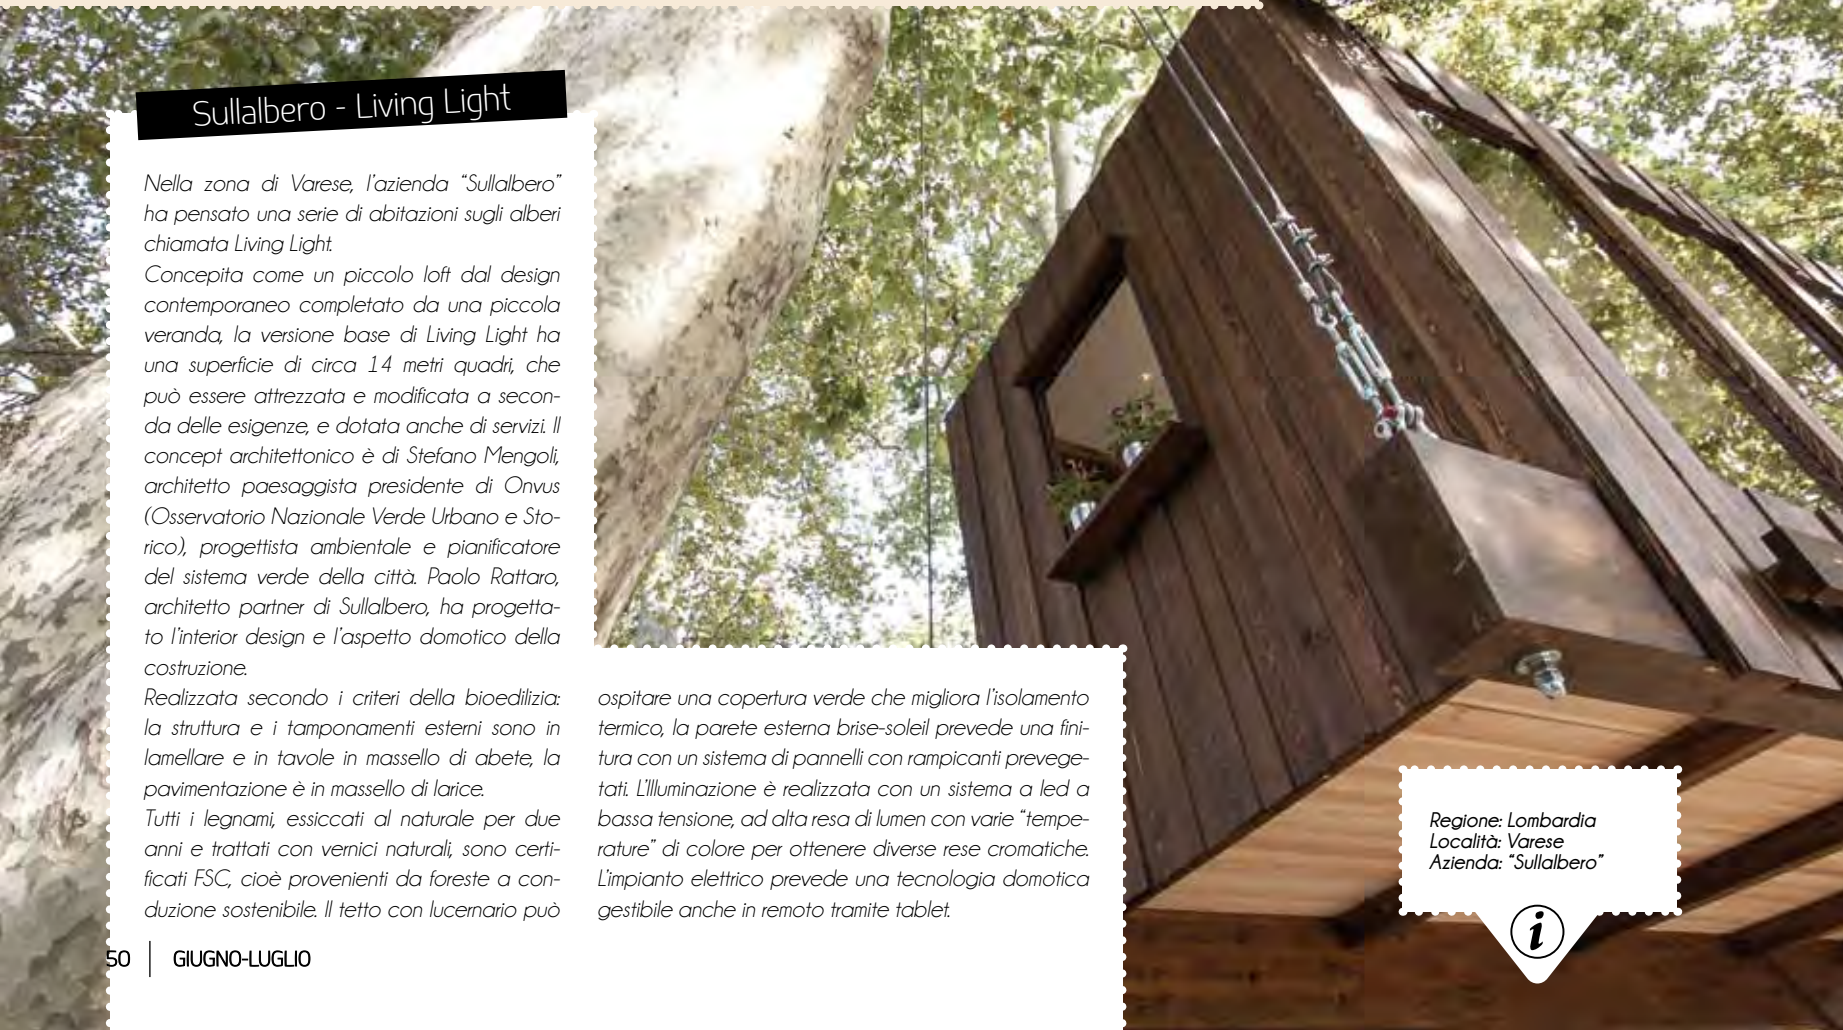 Sullalbero - Living Light
Nella zona di Varese, l'azienda “Sullalbero”
ha pensato una serie di abitazioni sugli alberi
chiamata Living Light.
Concepita come un piccolo loft dal design
contemporaneo completato da una piccola
veranda, la versione base di Living Light ha
una superficie di circa 14 metri quadri, che
può essere attrezzata e modificata a secon-
da delle esigenze, e dotata anche di servizi. Il
concept architettonico è di Stefano Mengoli,
architetto paesaggista presidente di Onvus
(Osservatorio Nazionale Verde Urbano e Sto-
rico), progettista ambientale e pianificatore
del sistema verde della città. Paolo Rattaro,
architetto partner di Sullalbero, ha progetta-
to l'interior design e l'aspetto domotico della
costruzione.
Realizzata secondo i criteri della bioedilizia:
la struttura e i tamponamenti esterni sono in
lamellare e in tavole in massello di abete, la
pavimentazione è in massello di larice.
Tutti i legnami, essiccati al naturale per due
anni e trattati con vernici naturali, sono certi-
ficati FSC, cioè provenienti da foreste a con-
duzione sostenibile. Il tetto con lucernario può
ospitare una copertura verde che migliora l'isolamento
termico, la parete esterna brise-soleil prevede una fini-
tura con un sistema di pannelli con rampicanti prevege-
tati. L'Illuminazione è realizzata con un sistema a led a
bassa tensione, ad alta resa di lumen con varie “tempe-
rature” di colore per ottenere diverse rese cromatiche.
L'impianto elettrico prevede una tecnologia domotica
gestibile anche in remoto tramite tablet.
Regione: Lombardia
Località: Varese
Azienda: “Sullalbero”
i
50 | GIUGNO-LUGLIO